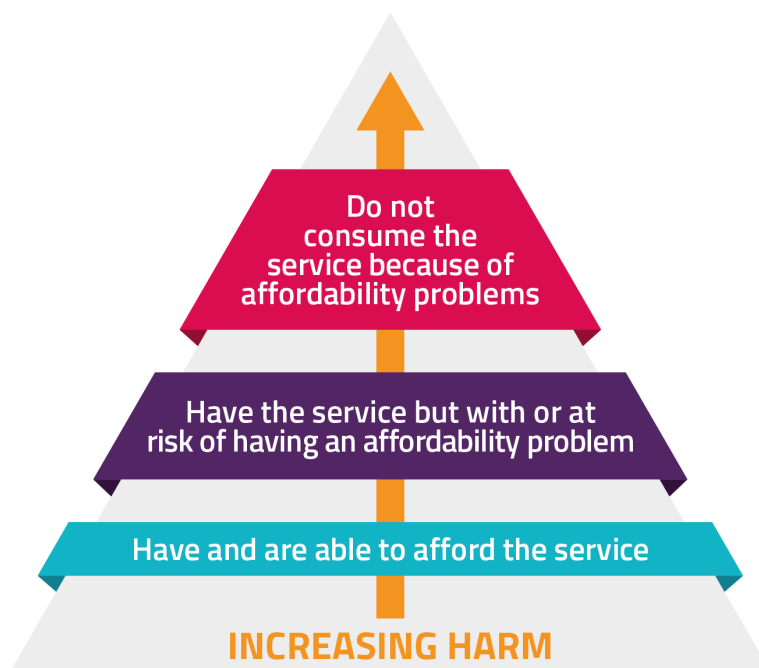 Do not
consume the
service because of
affordability problems
Have the service but with or at
risk of having an affordability problem
Have and are able to afford the service
INCREASING HARM